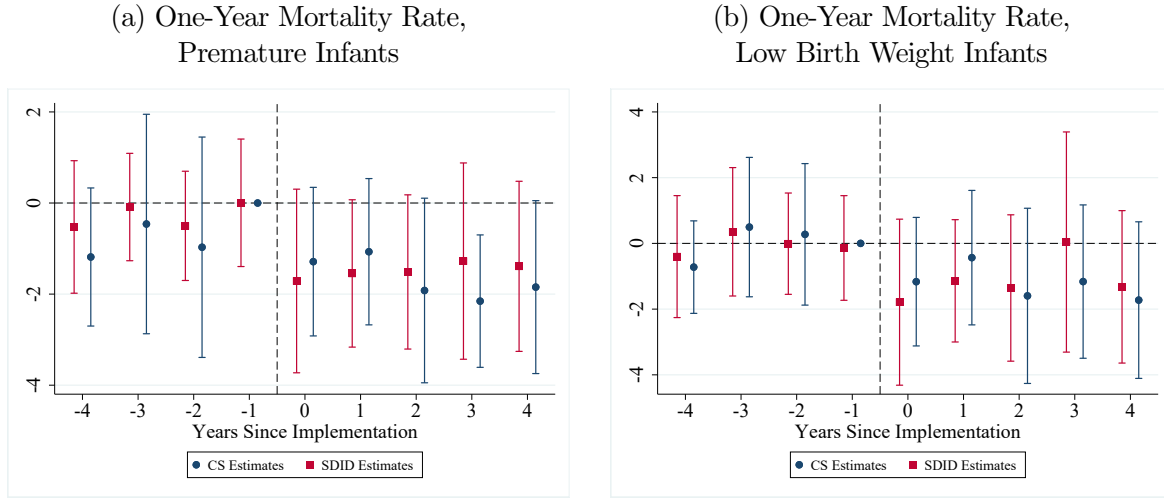 (a) One-Year Mortality Rate,
Premature Infants
2
0
-2
-4
-4 -3 -2 -1 0 1 2 3 4
Years Since Implementation
CS Estimates SDID Estimates
(b) One-Year Mortality Rate,
Low Birth Weight Infants
4
2
0
-2
-4
-4 -3 -2 -1 0 1 2 3 4
Years Since Implementation
CS Estimates SDID Estimates